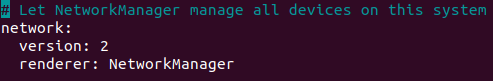 # Let NetworkManager manage all devices on this system
network:
  version: 2
  renderer: NetworkManager